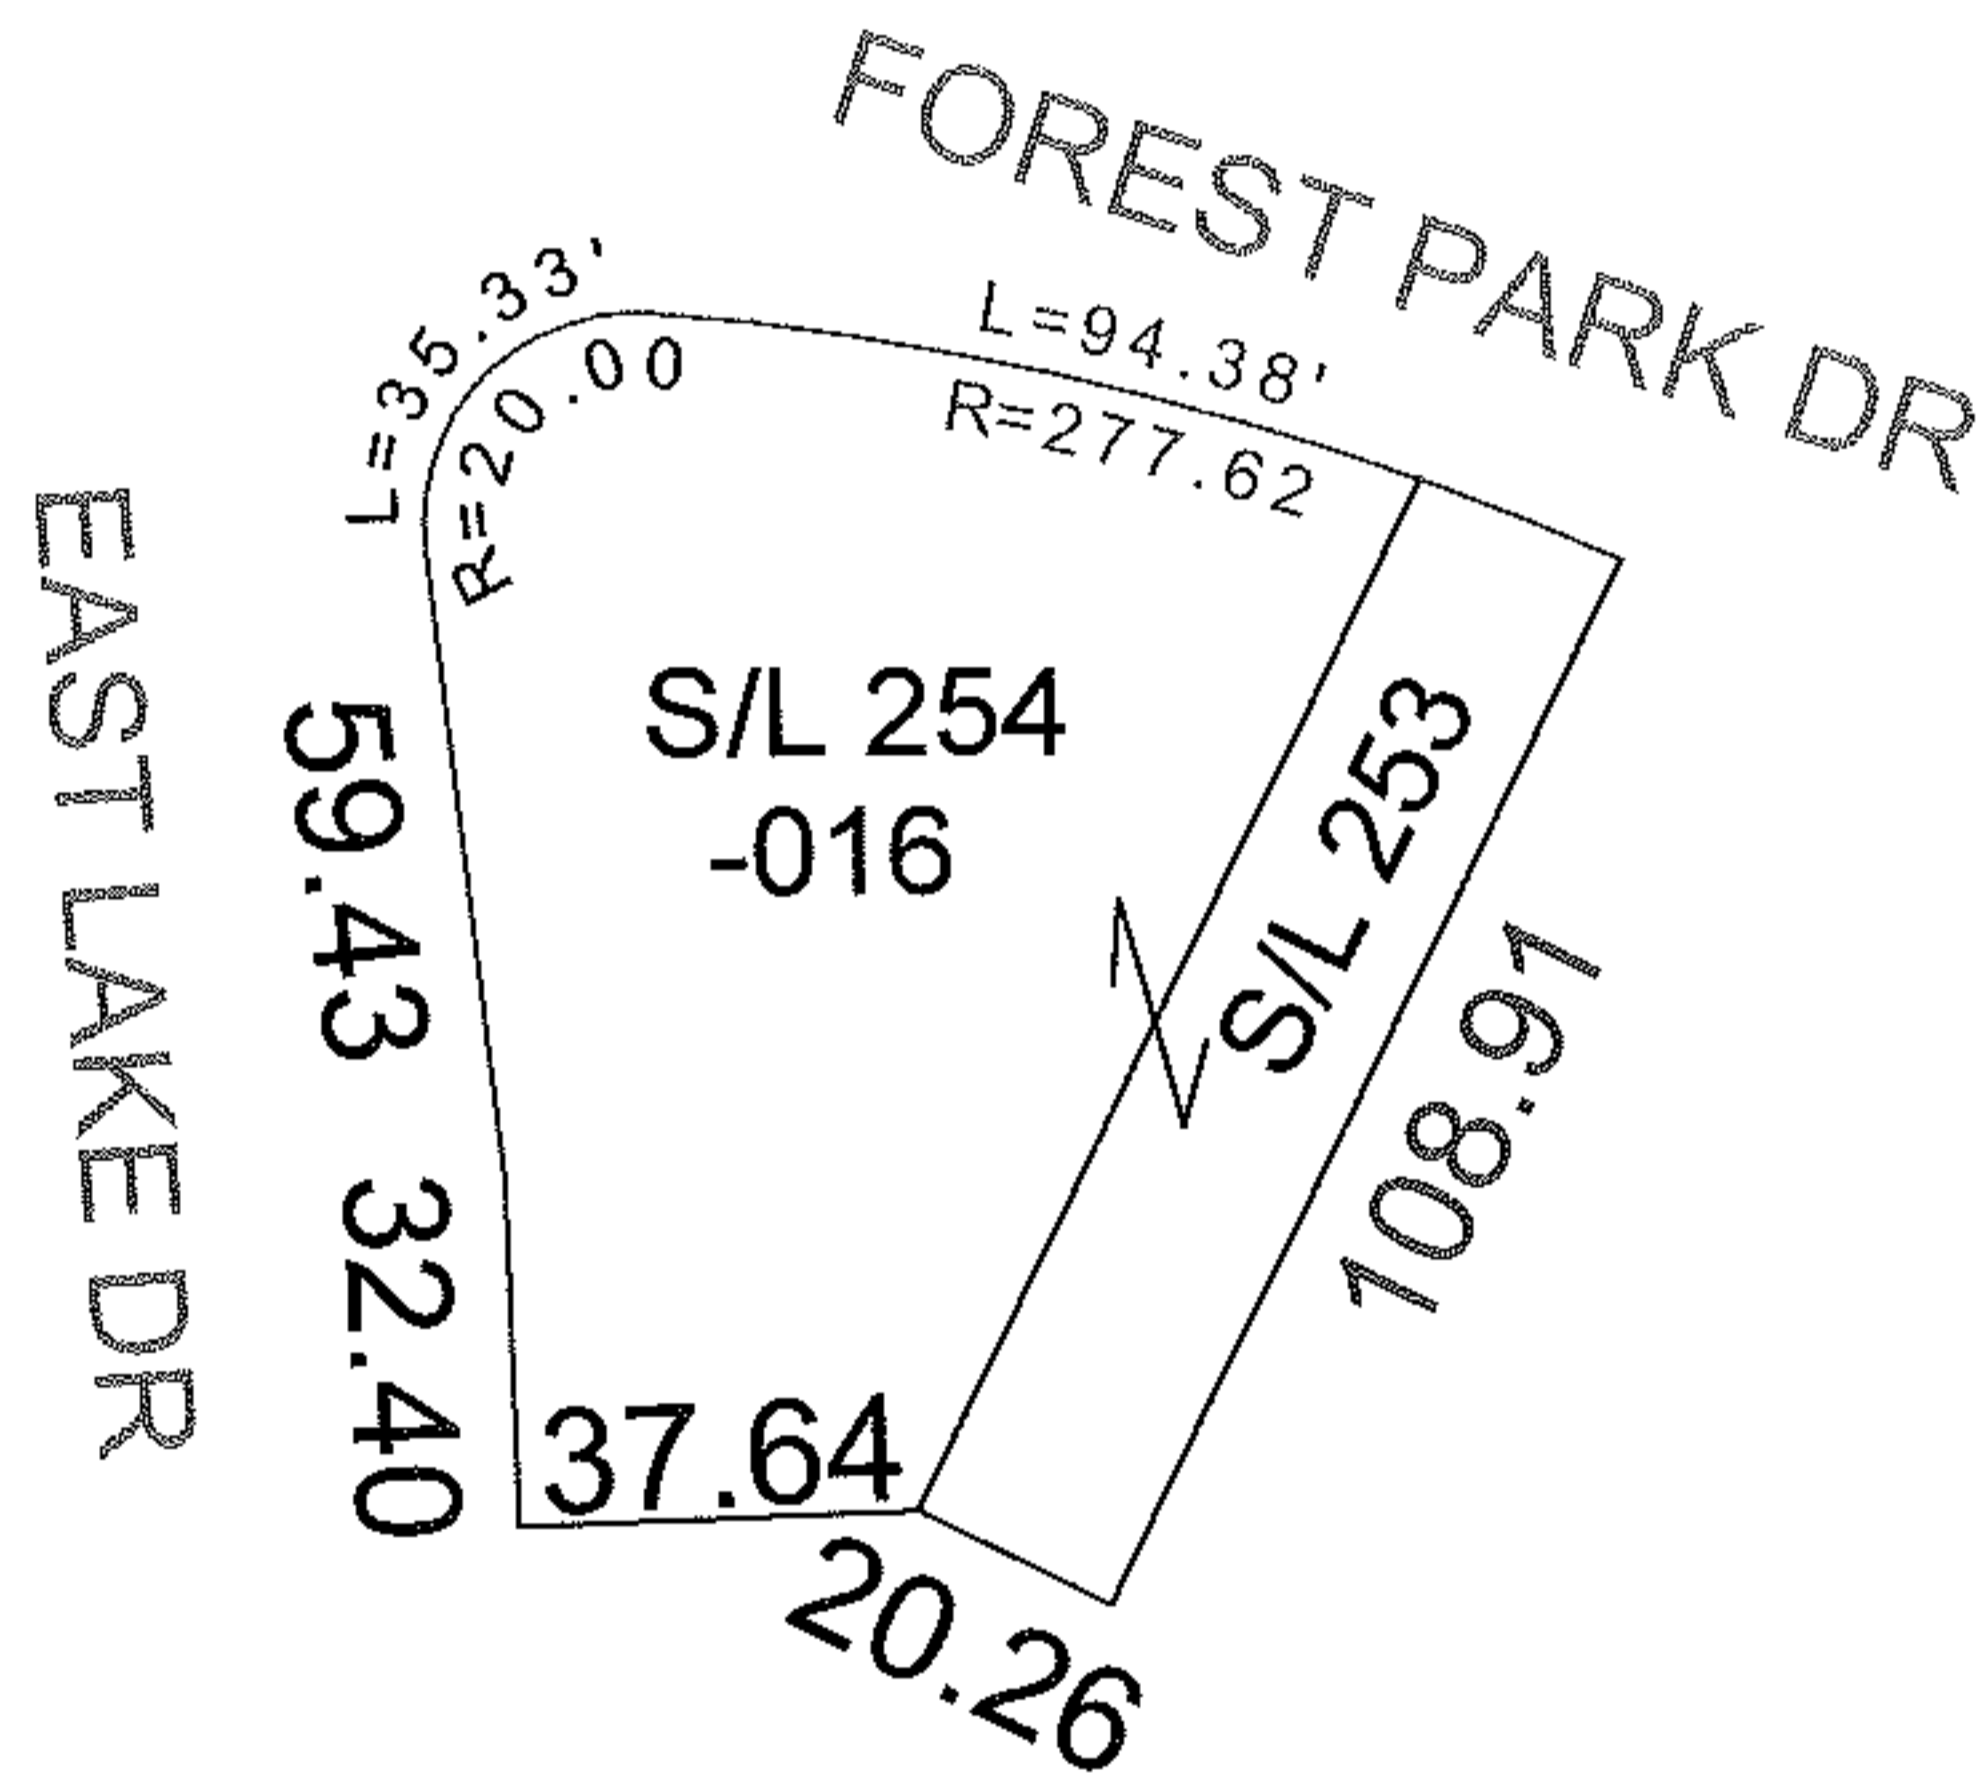 FOREST PARK DR
L=35.33'
R=20.00
L=94.38'
R=277.62
EAST LAKE DR
S/L 254
-016
S/L 253
59.43
108.91
32.40
37.64
20.26